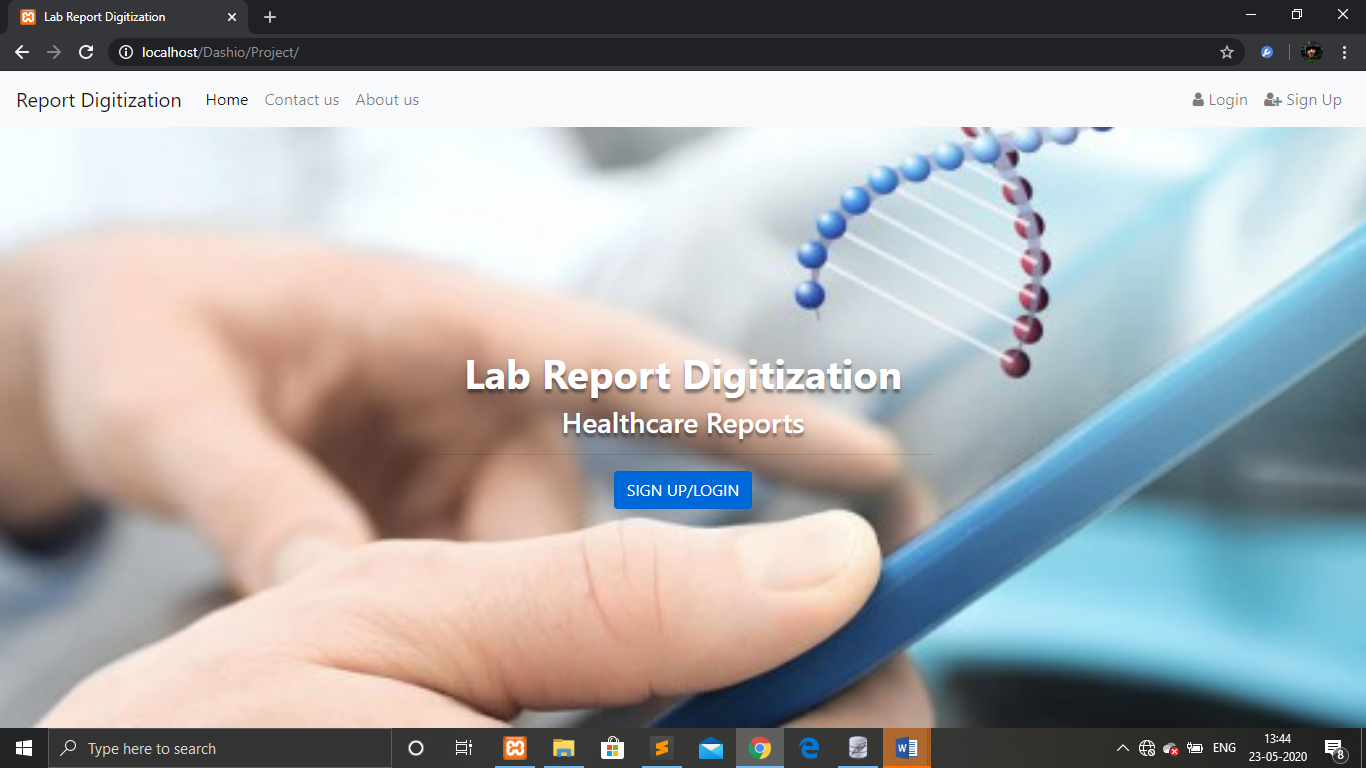 Lab Report Digitization
localhost/Dashio/Project/
Report Digitization Home Contact us About us Login Sign Up
Lab Report Digitization
Healthcare Reports
SIGN UP/LOGIN
Type here to search
ENG
13:44
23-05-2020
8